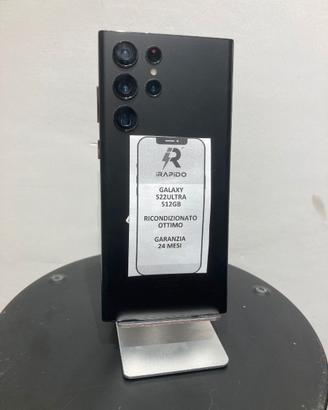 iRAPIDO
GALAXY
S22ULTRA
512GB
RICONDIZIONATO
OTTIMO
GARANZIA
24 MESI